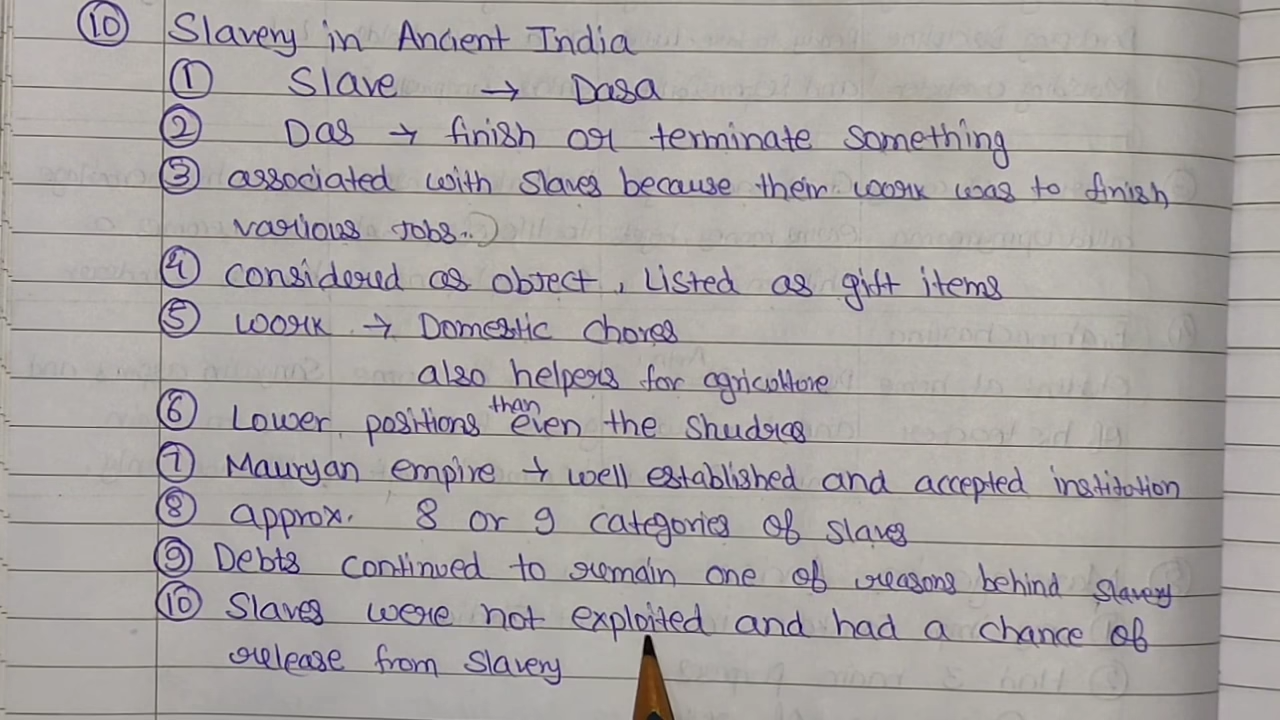 ⑩ Slavery in Ancient India
① Slave → Dasa
② Das → finish or terminate something
③ associated with slaves because their work was to finish
various Jobs..
④ considered as object, Listed as gift items
⑤ work → Domestic chores
also helpers for agriculture
⑥ Lower positions than even the Shudras
⑦ Mauryan empire → well established and accepted institution
⑧ approx. 8 or 9 categories of slaves
⑨ Debts continued to remain one of reasons behind slavery
⑩ Slaves were not exploited and had a chance of
release from slavery